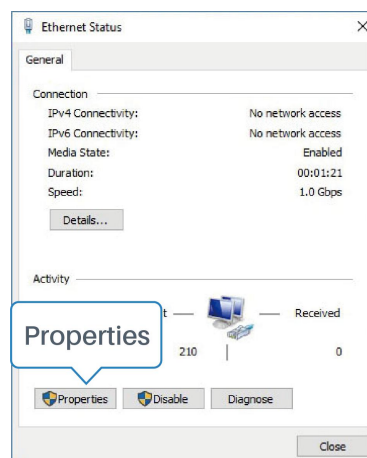 Ethernet Status
General
Connection
IPv4 Connectivity: No network access
IPv6 Connectivity: No network access
Media State: Enabled
Duration: 00:01:21
Speed: 1.0 Gbps
Details...
Activity
Received
Properties
210 0
Properties Disable Diagnose
Close